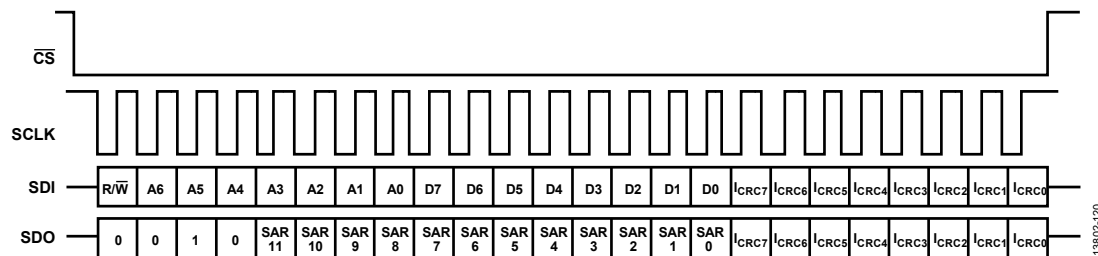 CS
SCLK
SDI R/W A6 A5 A4 A3 A2 A1 A0 D7 D6 D5 D4 D3 D2 D1 D0 ICRC7 ICRC6 ICRC5 ICRC4 ICRC3 ICRC2 ICRC1 ICRC0
SDO 0 0 1 0 SAR 11 SAR 10 SAR 9 SAR 8 SAR 7 SAR 6 SAR 5 SAR 4 SAR 3 SAR 2 SAR 1 SAR 0 ICRC7 ICRC6 ICRC5 ICRC4 ICRC3 ICRC2 ICRC1 ICRC0
13802-120